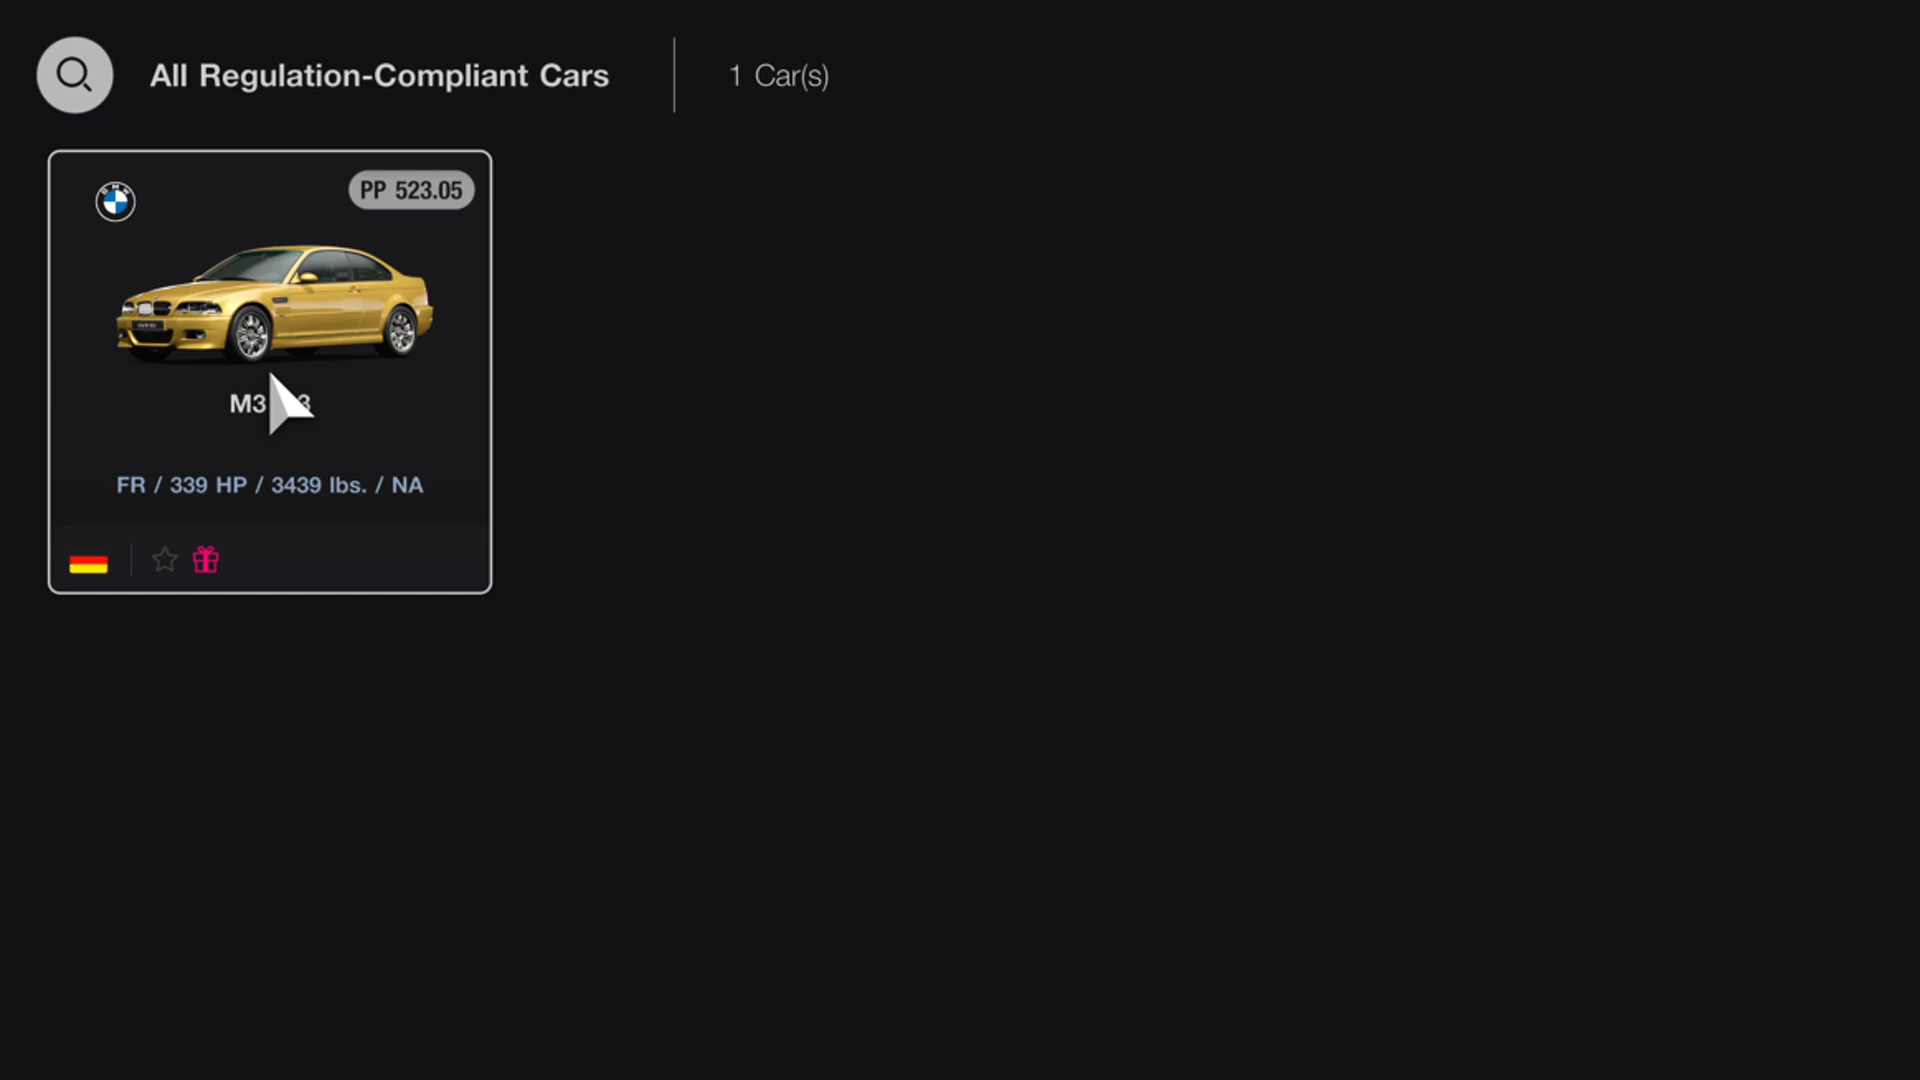 All Regulation-Compliant Cars
1 Car(s)
PP 523.05
M3
FR / 339 HP / 3439 lbs. / NA